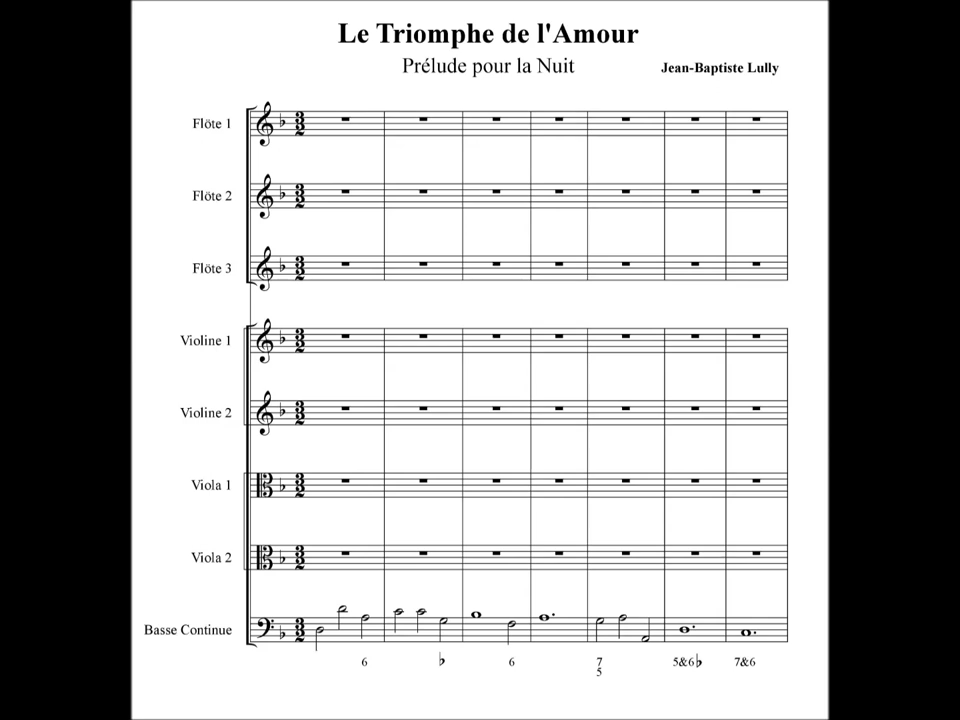 Le Triomphe de l'Amour
Prélude pour la Nuit
Jean-Baptiste Lully
Flöte 1
Flöte 2
Flöte 3
Violine 1
Violine 2
Viola 1
Viola 2
Basse Continue
6 ♭ 6 7 5&6♭ 7&6
5